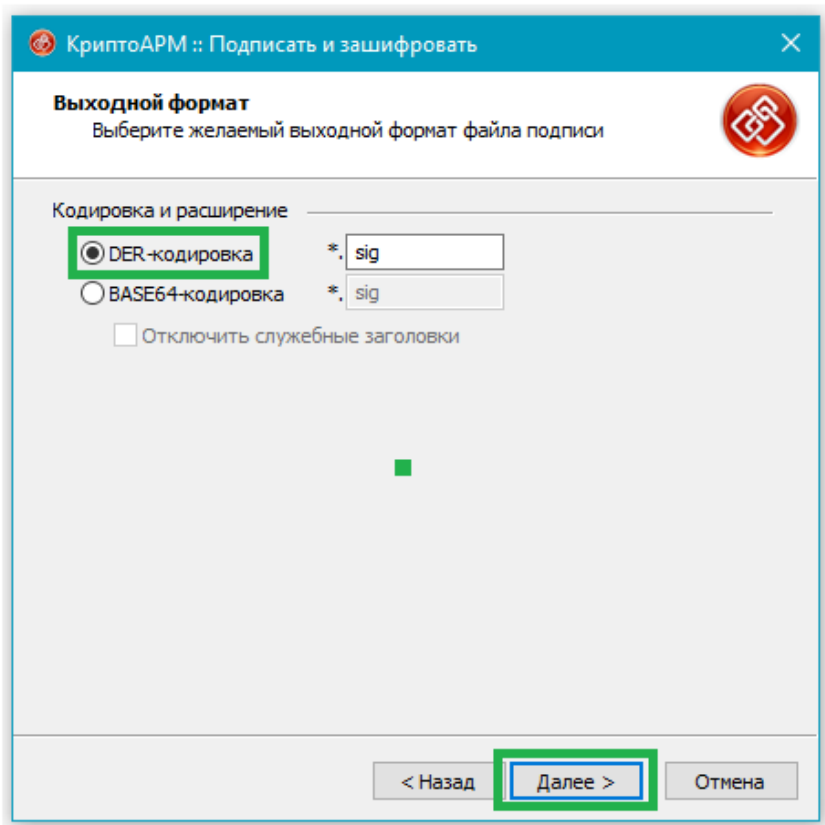 КриптоАРМ :: Подписать и зашифровать
Выходной формат
Выберите желаемый выходной формат файла подписи
Кодировка и расширение
DER-кодировка *. sig
BASE64-кодировка *. sig
Отключить служебные заголовки
< Назад Далее > Отмена